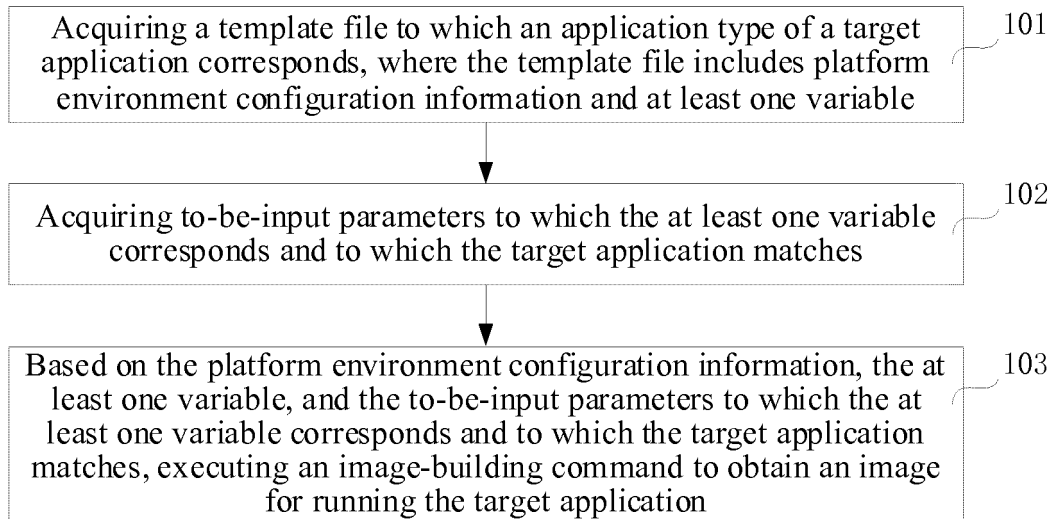 Acquiring a template file to which an application type of a target
application corresponds, where the template file includes platform
environment configuration information and at least one variable
101
Acquiring to-be-input parameters to which the at least one variable
corresponds and to which the target application matches
102
Based on the platform environment configuration information, the at
least one variable, and the to-be-input parameters to which the at
least one variable corresponds and to which the target application
matches, executing an image-building command to obtain an image
for running the target application
103